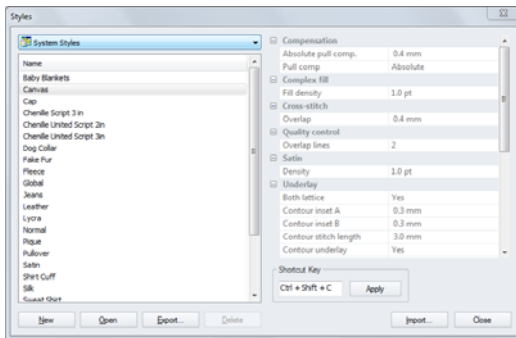 Styles
System Styles
Name
Baby Blankets
Canvas
Cap
Chenille Script 3 in
Chenille United Script 2in
Chenille United Script 3in
Dog Collar
Fake Fur
Fleece
Global
Jeans
Leather
Lycra
Normal
Pique
Pullover
Satin
Shirt Cuff
Silk
Sweat Shirt
Compensation
Absolute pull comp. 0.4 mm
Pull comp Absolute
Complex fill
Fill density 1.0 pt
Cross-stitch
Overlap 0.4 mm
Quality control
Overlap lines 2
Satin
Density 1.0 pt
Underlay
Both lattice Yes
Contour inset A 0.3 mm
Contour inset B 0.3 mm
Contour stitch length 3.0 mm
Contour underlay Yes
Shortcut Key
Ctrl + Shift + C Apply
New Open Export... Delete Import... Close